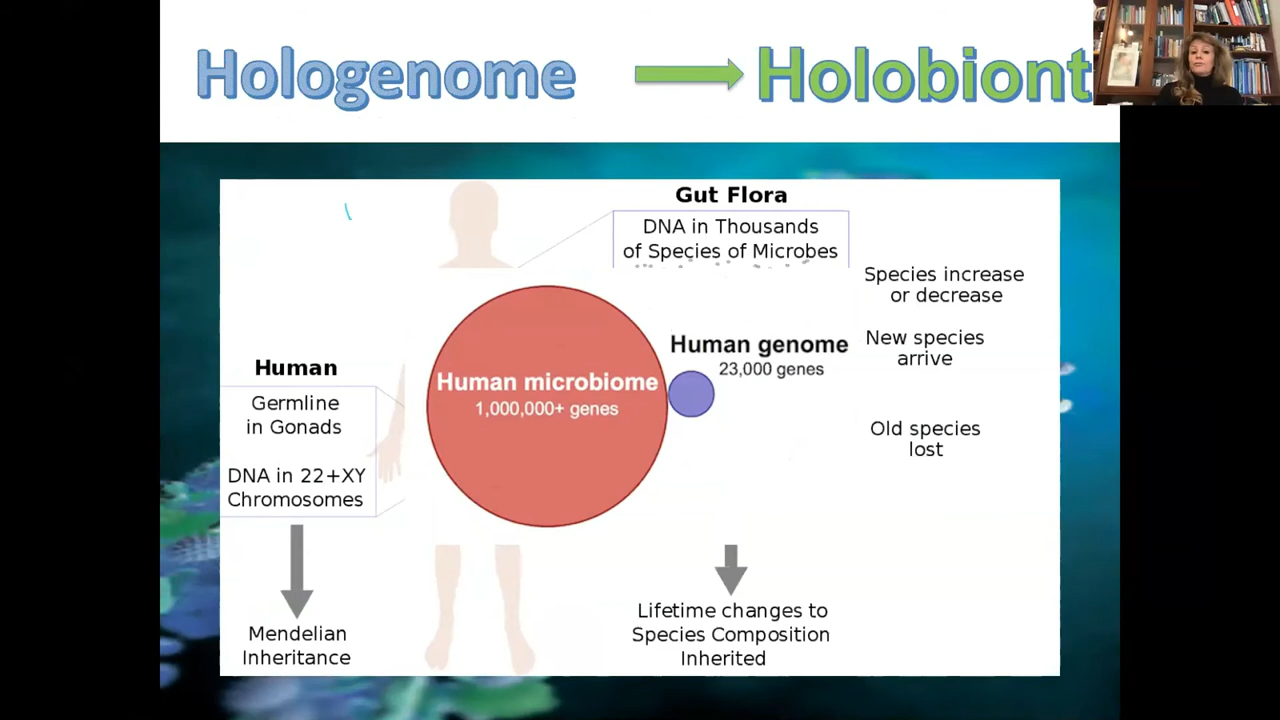 Hologenome
Holobiont
Gut Flora
DNA in Thousands
of Species of Microbes
Species increase
or decrease
Human genome
23,000 genes
New species
arrive
Human
Human microbiome
1,000,000+ genes
Germline
in Gonads
Old species
lost
DNA in 22+XY
Chromosomes
Mendelian
Inheritance
Lifetime changes to
Species Composition
Inherited